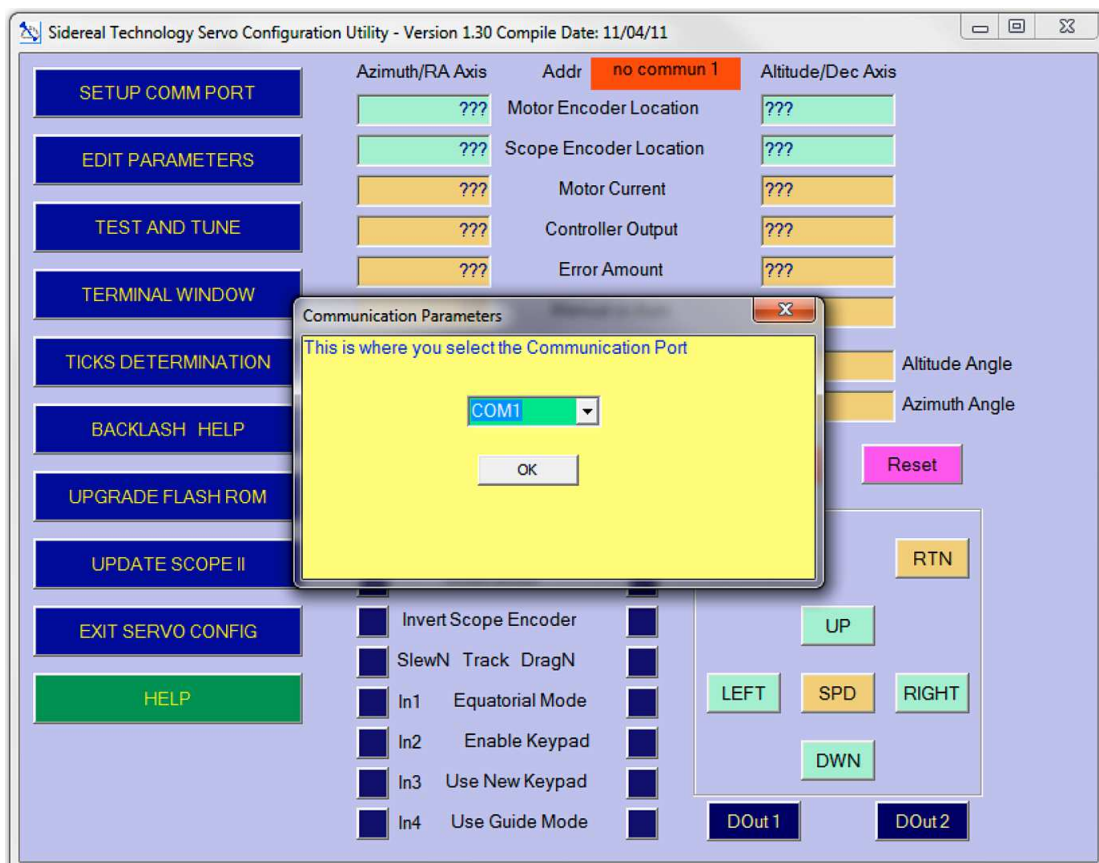 Sidereal Technology Servo Configuration Utility - Version 1.30 Compile Date: 11/04/11
SETUP COMM PORT
EDIT PARAMETERS
TEST AND TUNE
TERMINAL WINDOW
TICKS DETERMINATION
BACKLASH HELP
UPGRADE FLASH ROM
UPDATE SCOPE II
EXIT SERVO CONFIG
HELP
Azimuth/RA Axis Addr no commun 1 Altitude/Dec Axis
??? Motor Encoder Location ???
??? Scope Encoder Location ???
??? Motor Current ???
??? Controller Output ???
??? Error Amount ???
Communication Parameters
This is where you select the Communication Port
COM1
OK
Altitude Angle
Azimuth Angle
Reset
Invert Scope Encoder
SlewN Track DragN
In1 Equatorial Mode
In2 Enable Keypad
In3 Use New Keypad
In4 Use Guide Mode
RTN
UP
LEFT SPD RIGHT
DWN
DOut 1 DOut 2